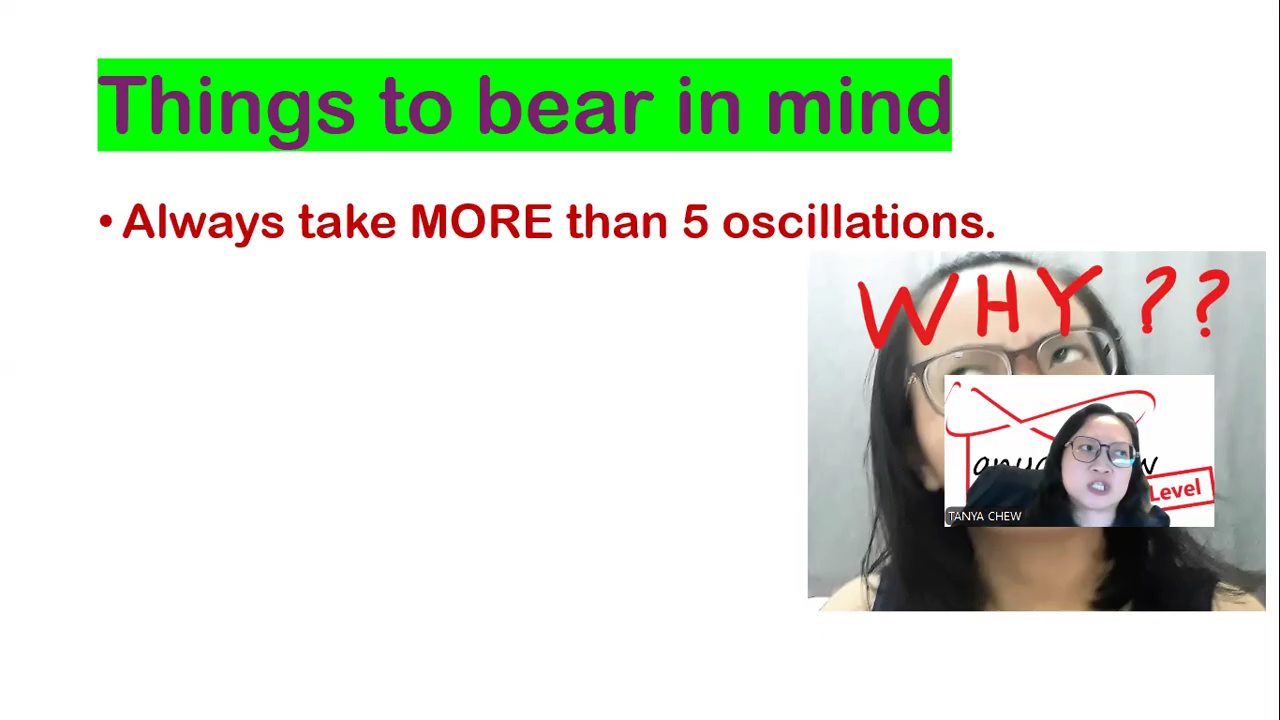 Things to bear in mind
• Always take MORE than 5 oscillations.
WHY??
Level
TANYA CHEW